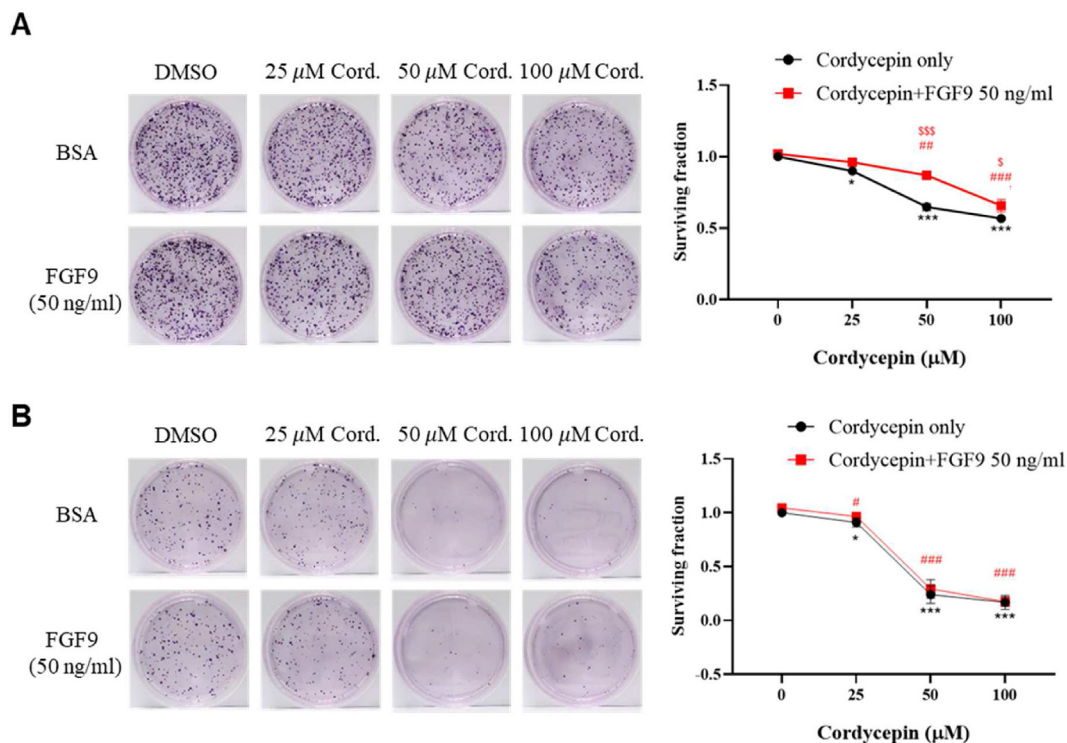 A
DMSO
25 μM Cord.
50 μM Cord.
100 μM Cord.
BSA
FGF9
(50 ng/ml)
Cordycepin only
Cordycepin+FGF9 50 ng/ml
1.5
1.0
0.5
0.0
Surviving fraction
*
$$$
##
***
$
###
***
0
25
50
100
Cordycepin (μM)
B
DMSO
25 μM Cord.
50 μM Cord.
100 μM Cord.
BSA
FGF9
(50 ng/ml)
Cordycepin only
Cordycepin+FGF9 50 ng/ml
1.5
1.0
0.5
0.0
-0.5
Surviving fraction
#
*
###
***
###
***
0
25
50
100
Cordycepin (μM)